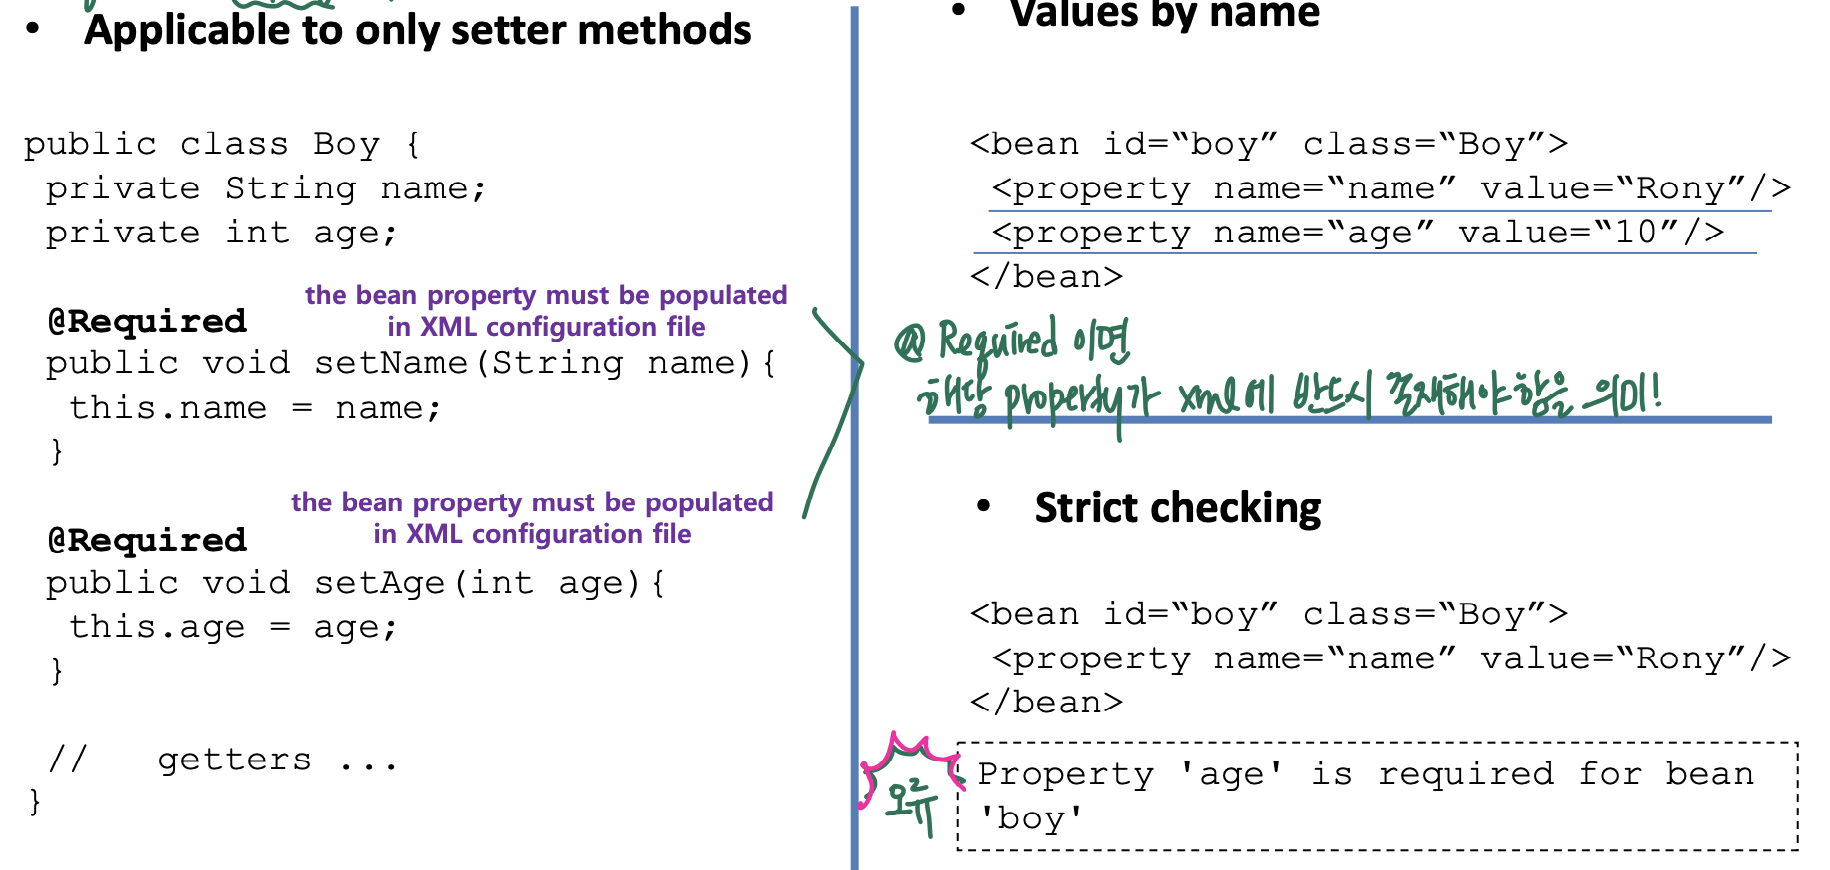 • Applicable to only setter methods
public class Boy {
private String name;
private int age;
the bean property must be populated
in XML configuration file
@Required
public void setName(String name){
this.name = name;
}
the bean property must be populated
in XML configuration file
@Required
public void setAge(int age){
this.age = age;
}
// getters ...
}
• Values by name
<bean id=“boy” class=“Boy”>
<property name=“name” value=“Rony”/>
<property name=“age” value=“10”/>
</bean>
@ Required 이면
해당 property가 xml에 반드시 존재해야함을 의미!
• Strict checking
<bean id=“boy” class=“Boy”>
<property name=“name” value=“Rony”/>
</bean>
오류
Property 'age' is required for bean
'boy'